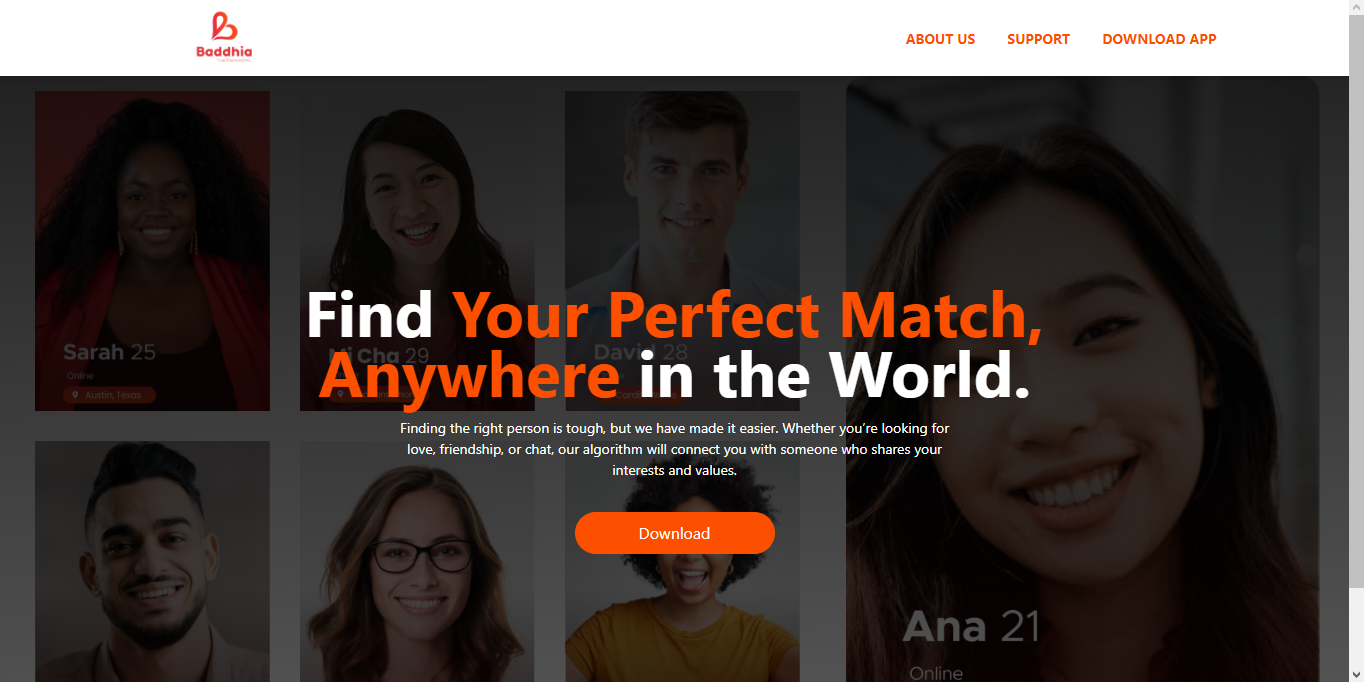 Baddhia
ABOUT US
SUPPORT
DOWNLOAD APP
Find Your Perfect Match,
Anywhere in the World.
Finding the right person is tough, but we have made it easier. Whether you’re looking for
love, friendship, or chat, our algorithm will connect you with someone who shares your
interests and values.
Download
Sarah 25
Online
Austin, Texas
Mi Cha 29
David 28
Ana 21
Online